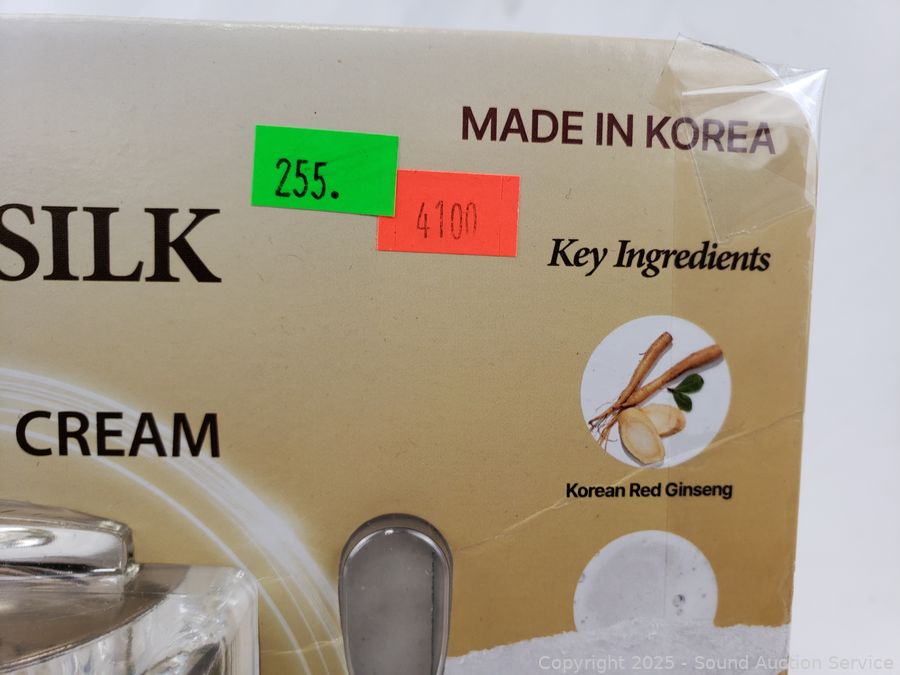 MADE IN KOREA
255.
4100
SILK
Key Ingredients
CREAM
Korean Red Ginseng
Copyright 2025 - Sound Auction Service